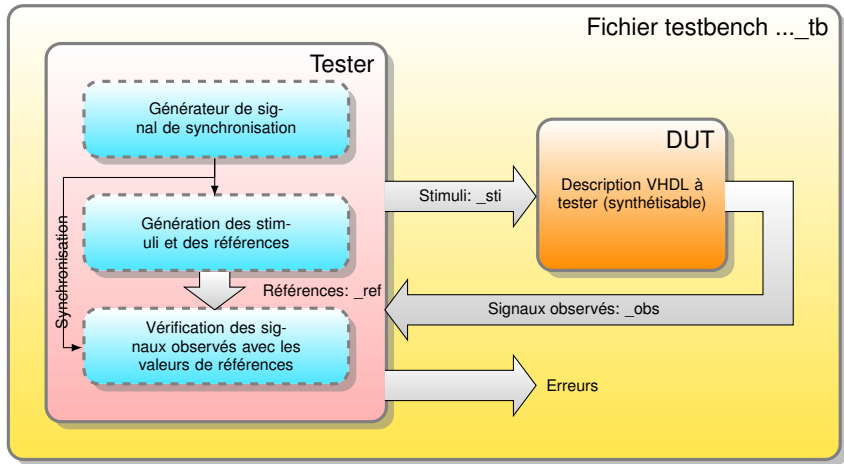 Fichier testbench ..._tb
Tester
Générateur de sig-
nal de synchronisation
Synchronisation
Génération des stim-
uli et des références
Références: _ref
Vérification des sig-
naux observés avec les
valeurs de références
Stimuli: _sti
DUT
Description VHDL à
tester (synthétisable)
Signaux observés: _obs
Erreurs